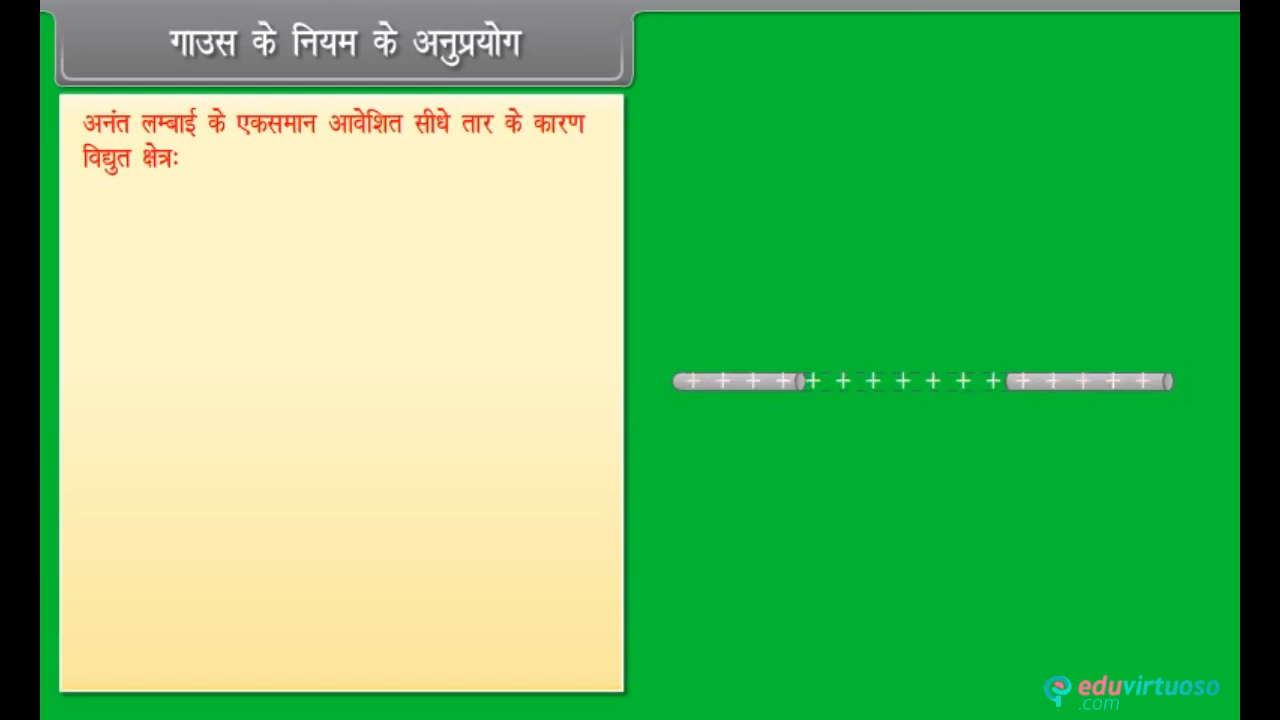 गाउस के नियम के अनुप्रयोग
अनंत लम्बाई के एकसमान आवेशित सीधे तार के कारण
विद्युत क्षेत्रः
+ + + + + + + + + + + + + + + +
eduvirtuoso
.com